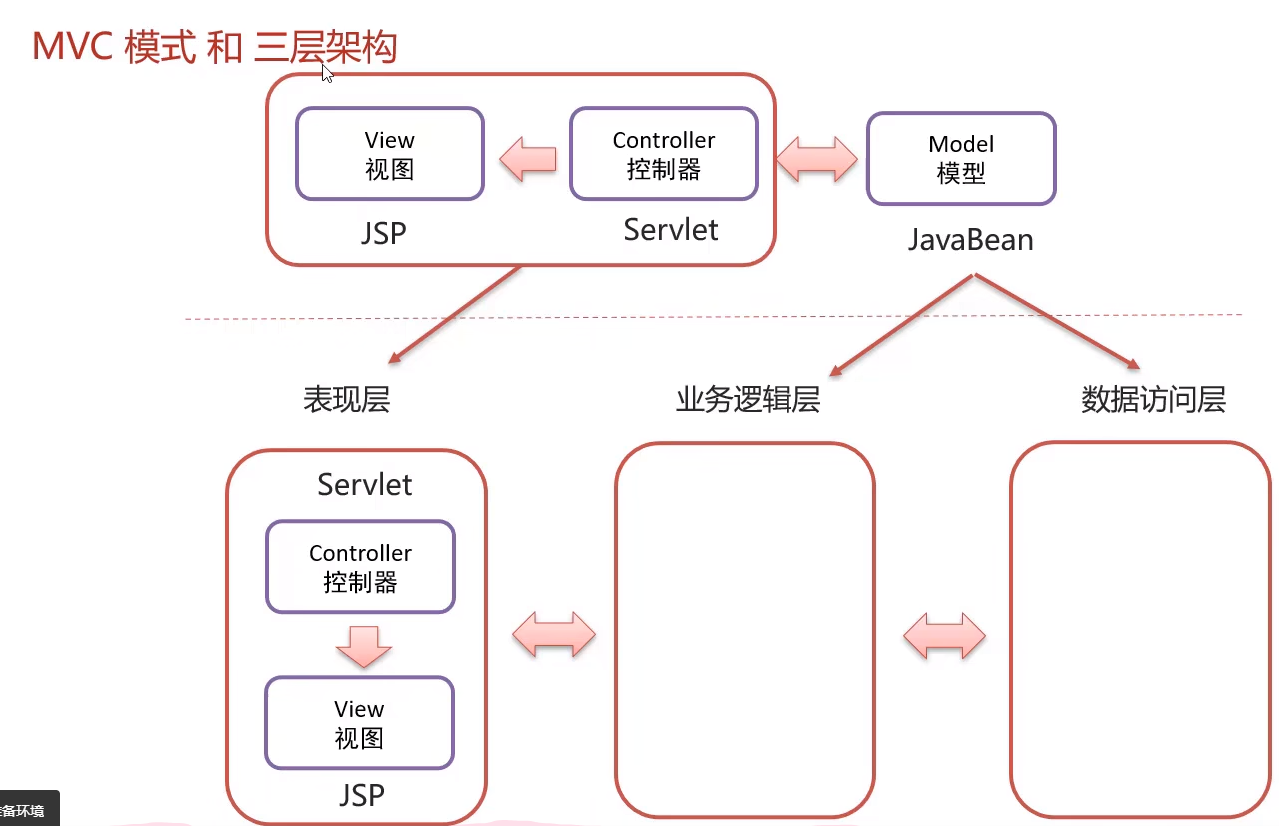 MVC 模式 和 三层架构
View
视图
Controller
控制器
Model
模型
JSP
Servlet
JavaBean
表现层
业务逻辑层
数据访问层
Servlet
Controller
控制器
View
视图
JSP
备环境